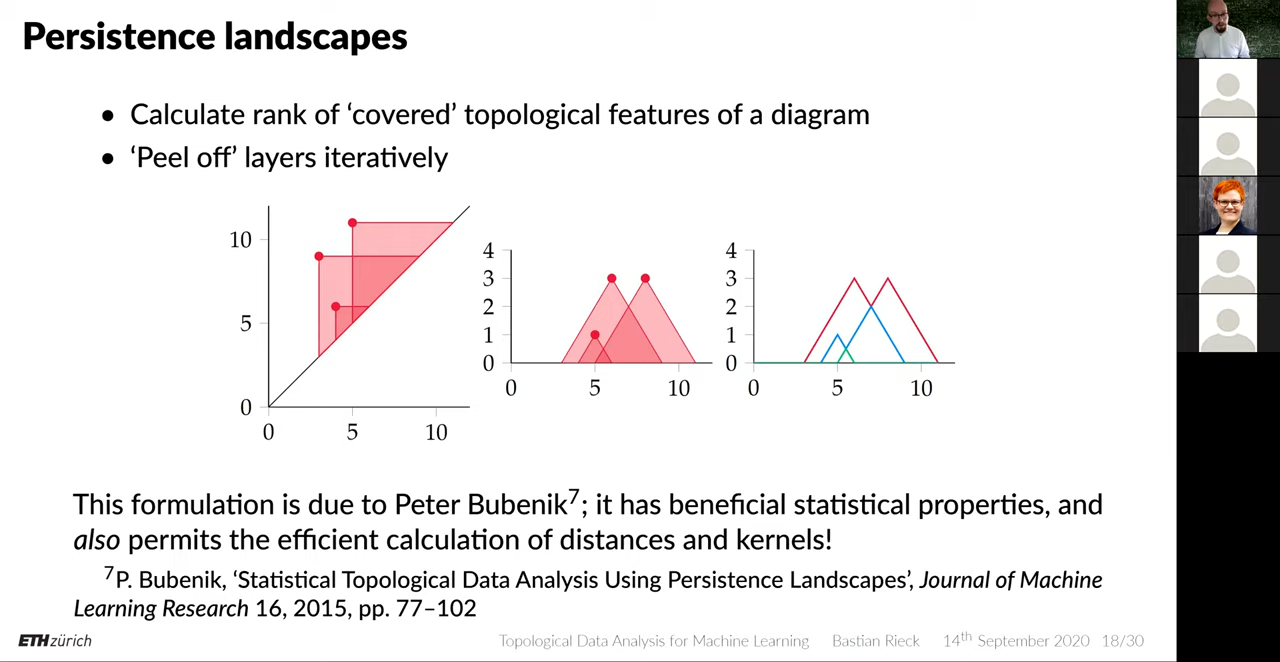 Persistence landscapes
• Calculate rank of ‘covered’ topological features of a diagram
• ‘Peel off’ layers iteratively
10
5
0
0 5 10
4
3
2
1
0
0 5 10
4
3
2
1
0
0 5 10
This formulation is due to Peter Bubenik7; it has beneficial statistical properties, and
also permits the efficient calculation of distances and kernels!
7P. Bubenik, ‘Statistical Topological Data Analysis Using Persistence Landscapes’, Journal of Machine
Learning Research 16, 2015, pp. 77–102
ETHzürich Topological Data Analysis for Machine Learning Bastian Rieck 14th September 2020 18/30